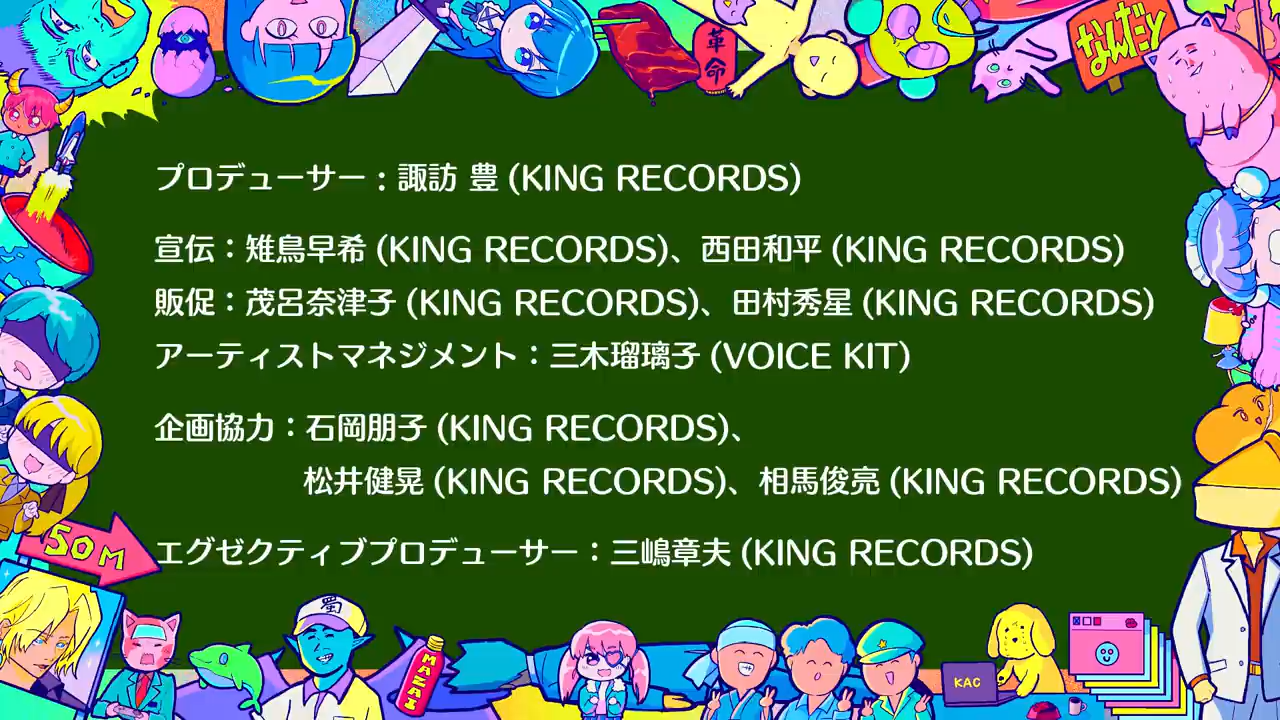 革命
なんだよ
プロデューサー：諏訪 豊 (KING RECORDS)
宣伝：雉鳥早希 (KING RECORDS)、西田和平 (KING RECORDS)
販促：茂呂奈津子 (KING RECORDS)、田村秀星 (KING RECORDS)
アーティストマネジメント：三木瑠璃子 (VOICE KIT)
企画協力：石岡朋子 (KING RECORDS)、
松井健晃 (KING RECORDS)、相馬俊亮 (KING RECORDS)
エグゼクティブプロデューサー：三嶋章夫 (KING RECORDS)
50M
蜀
MAZAI
KAC